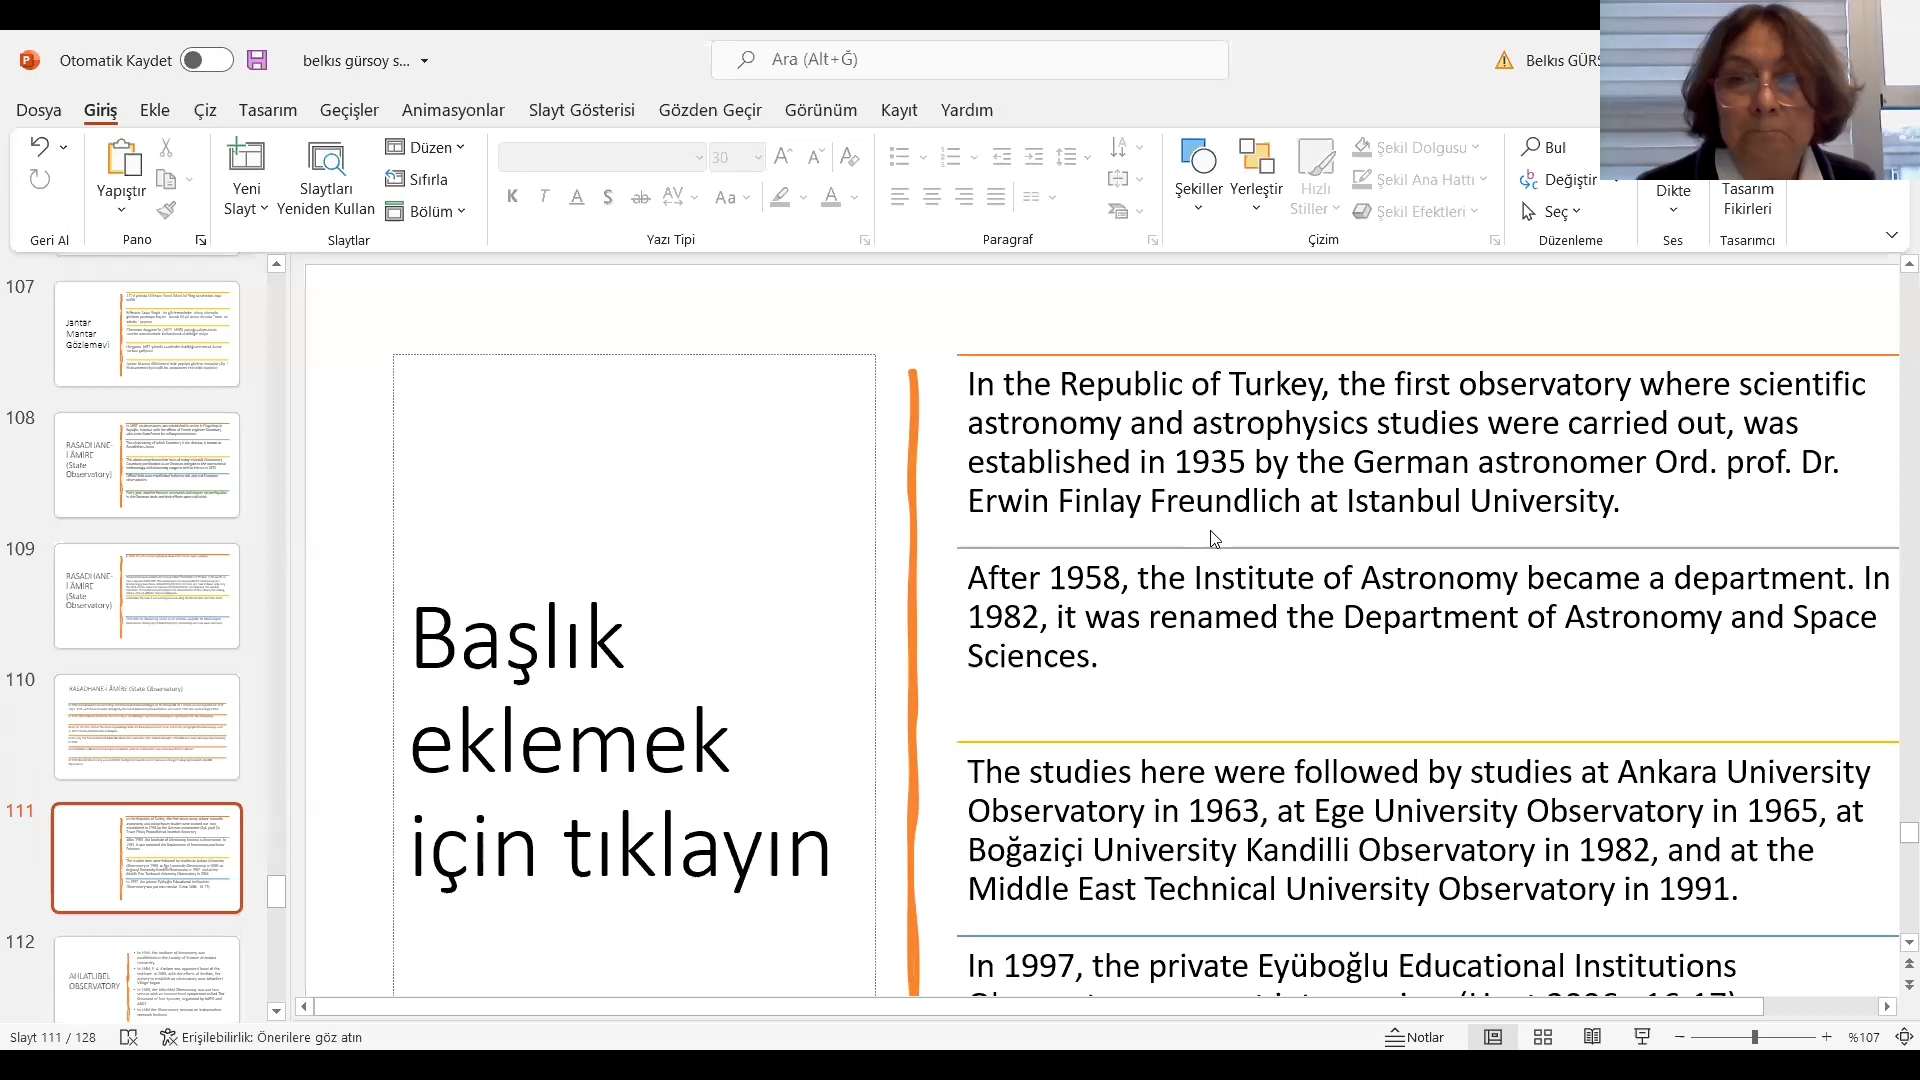 Otomatik Kaydet
belkıs gürsoy s...
Ara (Alt+Ğ)
Belkıs GÜRS
Dosya Giriş Ekle Çiz Tasarım Geçişler Animasyonlar Slayt Gösterisi Gözden Geçir Görünüm Kayıt Yardım
Yapıştır
Yeni
Slayt
Slaytları
Yeniden Kullan
Düzen
Sıfırla
Bölüm
30
Şekiller
Yerleştir
Hızlı
Stiller
Şekil Dolgusu
Şekil Ana Hattı
Şekil Efektleri
Bul
Değiştir
Seç
Dikte
Tasarım
Fikirleri
Geri Al
Pano
Slaytlar
Yazı Tipi
Paragraf
Çizim
Düzenleme
Ses
Tasarımcı
107
Jantar
Mantar
Gözlemevi
108
RASADHANE-
İ ÂMİRE
(State
Observatory)
109
RASADHANE-
İ ÂMİRE
(State
Observatory)
110
RASADHANE-İ ÂMİRE (State Observatory)
111
112
AHLATLIBEL
OBSERVATORY
Başlık
eklemek
için tıklayın
In the Republic of Turkey, the first observatory where scientific
astronomy and astrophysics studies were carried out, was
established in 1935 by the German astronomer Ord. prof. Dr.
Erwin Finlay Freundlich at Istanbul University.
After 1958, the Institute of Astronomy became a department. In
1982, it was renamed the Department of Astronomy and Space
Sciences.
The studies here were followed by studies at Ankara University
Observatory in 1963, at Ege University Observatory in 1965, at
Boğaziçi University Kandilli Observatory in 1982, and at the
Middle East Technical University Observatory in 1991.
In 1997, the private Eyüboğlu Educational Institutions
Slayt 111 / 128
Erişilebilirlik: Önerilere göz atın
Notlar
%107